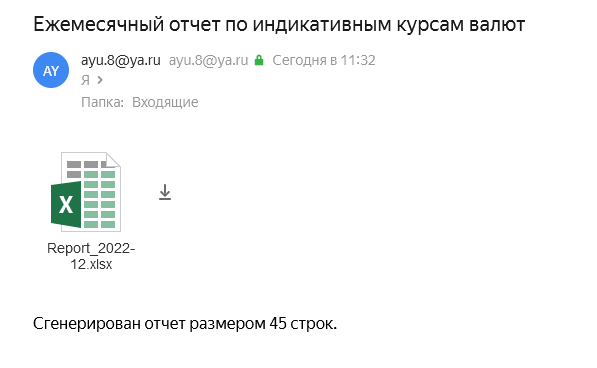 Ежемесячный отчет по индикативным курсам валют
AY
ayu.8@ya.ru ayu.8@ya.ru Сегодня в 11:32
Я
Папка: Входящие
X
Report_2022-
12.xlsx
Сгенерирован отчет размером 45 строк.